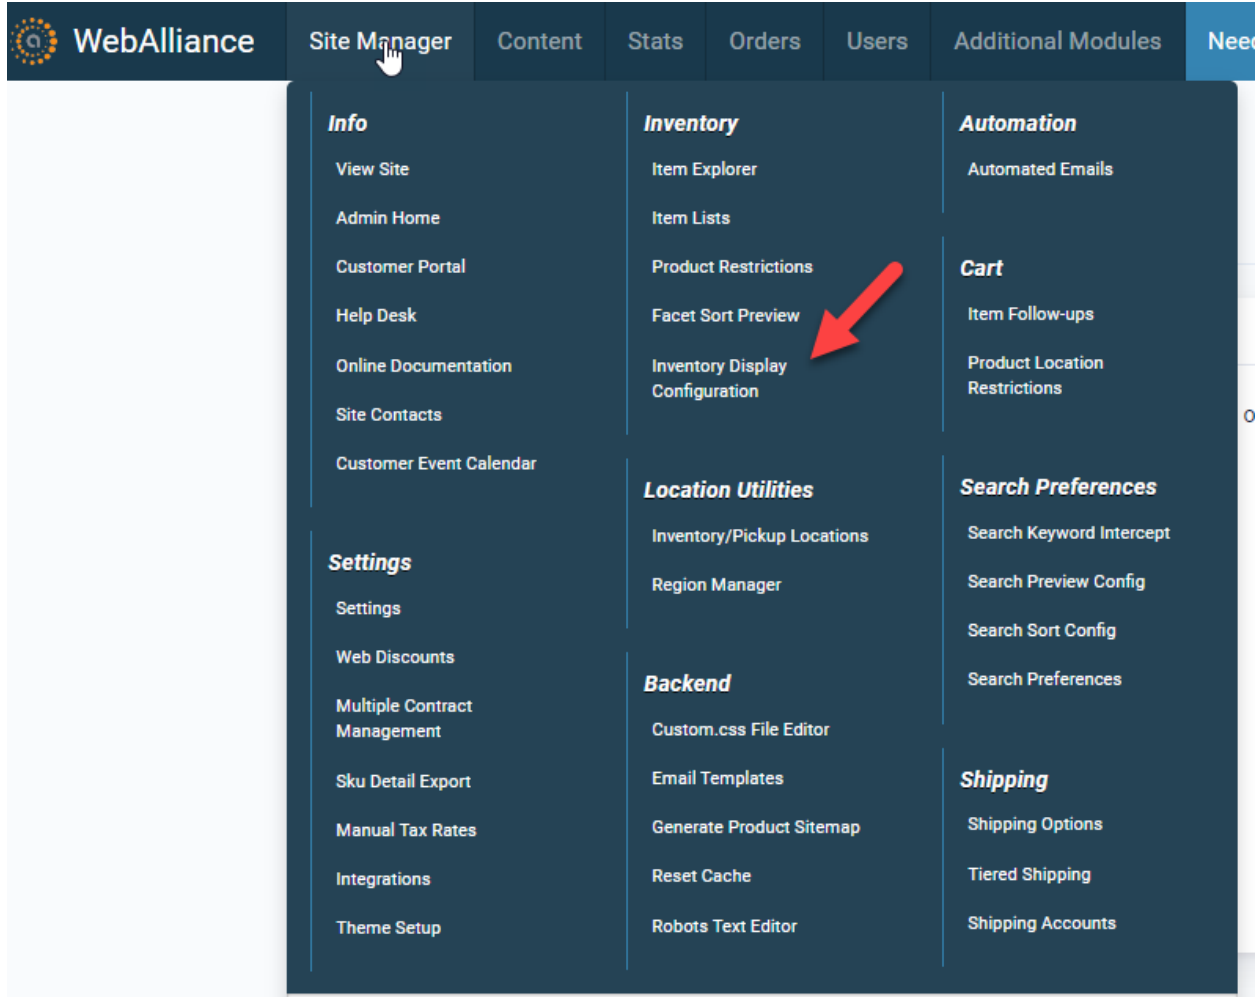 WebAlliance
Site Manager
Content
Stats
Orders
Users
Additional Modules
Info
View Site
Admin Home
Customer Portal
Help Desk
Online Documentation
Site Contacts
Customer Event Calendar
Settings
Settings
Web Discounts
Multiple Contract
Management
Sku Detail Export
Manual Tax Rates
Integrations
Theme Setup
Inventory
Item Explorer
Item Lists
Product Restrictions
Facet Sort Preview
Inventory Display
Configuration
Location Utilities
Inventory/Pickup Locations
Region Manager
Backend
Custom.css File Editor
Email Templates
Generate Product Sitemap
Reset Cache
Robots Text Editor
Automation
Automated Emails
Cart
Item Follow-ups
Product Location
Restrictions
Search Preferences
Search Keyword Intercept
Search Preview Config
Search Sort Config
Search Preferences
Shipping
Shipping Options
Tiered Shipping
Shipping Accounts